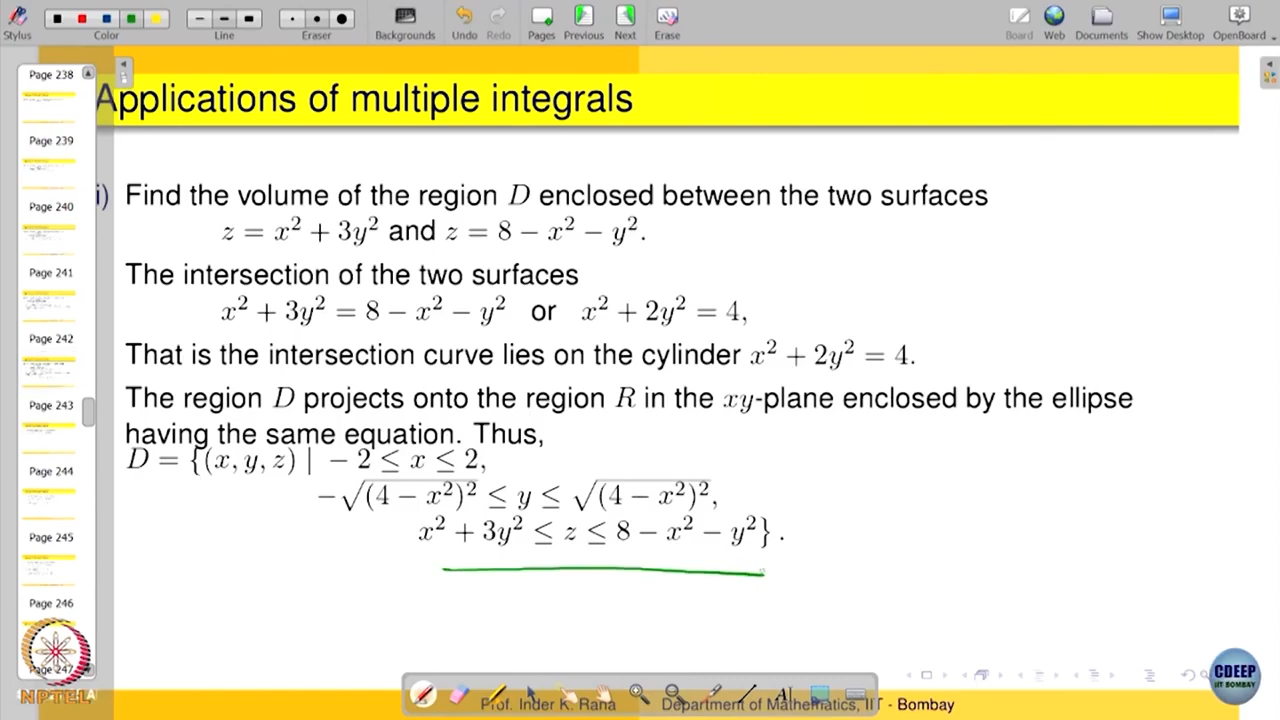 Stylus Color Line Eraser Backgrounds Undo Redo Pages Previous Next Erase Board Web Documents Show Desktop OpenBoard
Page 238
Page 239
Page 240
Page 241
Page 242
Page 243
Page 244
Page 245
Page 246
Page 247
Applications of multiple integrals
i) Find the volume of the region D enclosed between the two surfaces
z = x² + 3y² and z = 8 − x² − y².
The intersection of the two surfaces
x² + 3y² = 8 − x² − y² or x² + 2y² = 4,
That is the intersection curve lies on the cylinder x² + 2y² = 4.
The region D projects onto the region R in the xy-plane enclosed by the ellipse
having the same equation. Thus,
D = {(x, y, z) | − 2 ≤ x ≤ 2,
−√(4 − x²)² ≤ y ≤ √(4 − x²)²,
x² + 3y² ≤ z ≤ 8 − x² − y²} .
NPTEL
CDEEP
IIT BOMBAY
Prof. Inder K. Rana Department of Mathematics, IIT - Bombay